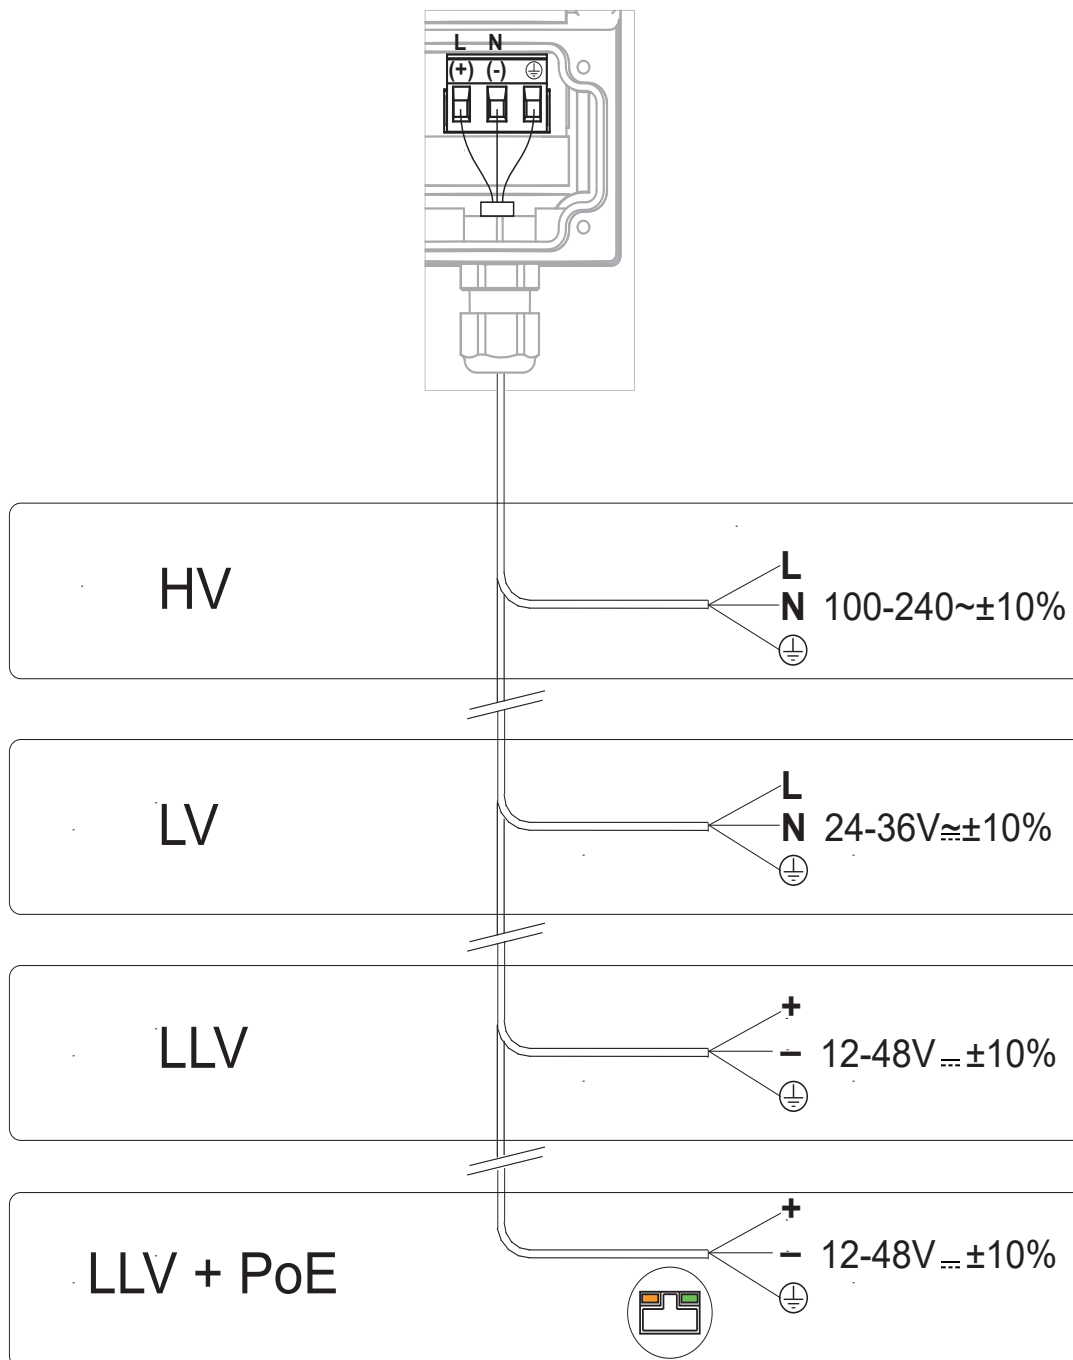 L N
(+) (-)
HV
L
N 100-240~±10%
LV
L
N 24-36V≂±10%
LLV
+
– 12-48V⎓±10%
LLV + PoE
+
– 12-48V⎓±10%